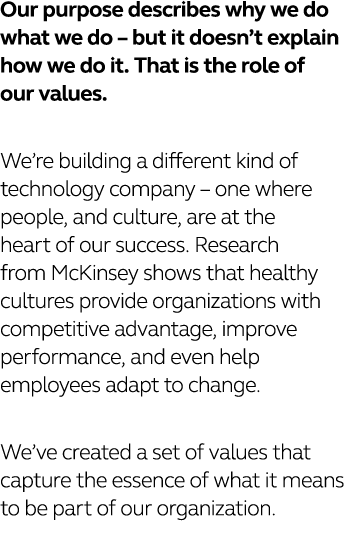 Our purpose describes why we do
what we do – but it doesn’t explain
how we do it. That is the role of
our values.
We’re building a different kind of
technology company – one where
people, and culture, are at the
heart of our success. Research
from McKinsey shows that healthy
cultures provide organizations with
competitive advantage, improve
performance, and even help
employees adapt to change.
We’ve created a set of values that
capture the essence of what it means
to be part of our organization.